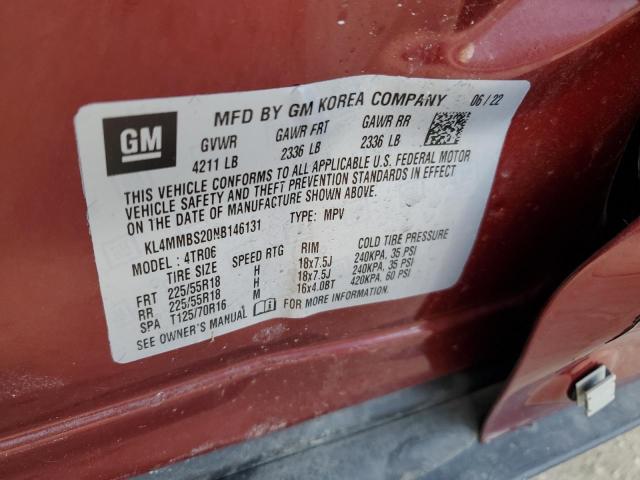 GM
MFD BY GM KOREA COMPANY 06/22
GVWR GAWR FRT GAWR RR
4211 LB 2336 LB 2336 LB
THIS VEHICLE CONFORMS TO ALL APPLICABLE U.S. FEDERAL MOTOR
VEHICLE SAFETY AND THEFT PREVENTION STANDARDS IN EFFECT
ON THE DATE OF MANUFACTURE SHOWN ABOVE.
KL4MMBS20NB146131 TYPE: MPV
MODEL: 4TR06
TIRE SIZE SPEED RTG RIM COLD TIRE PRESSURE
FRT 225/55R18 H 18x7.5J 240KPA, 35 PSI
RR 225/55R18 H 18x7.5J 240KPA, 35 PSI
SPA T125/70R16 M 16x4.0BT 420KPA, 60 PSI
SEE OWNER'S MANUAL FOR MORE INFORMATION.